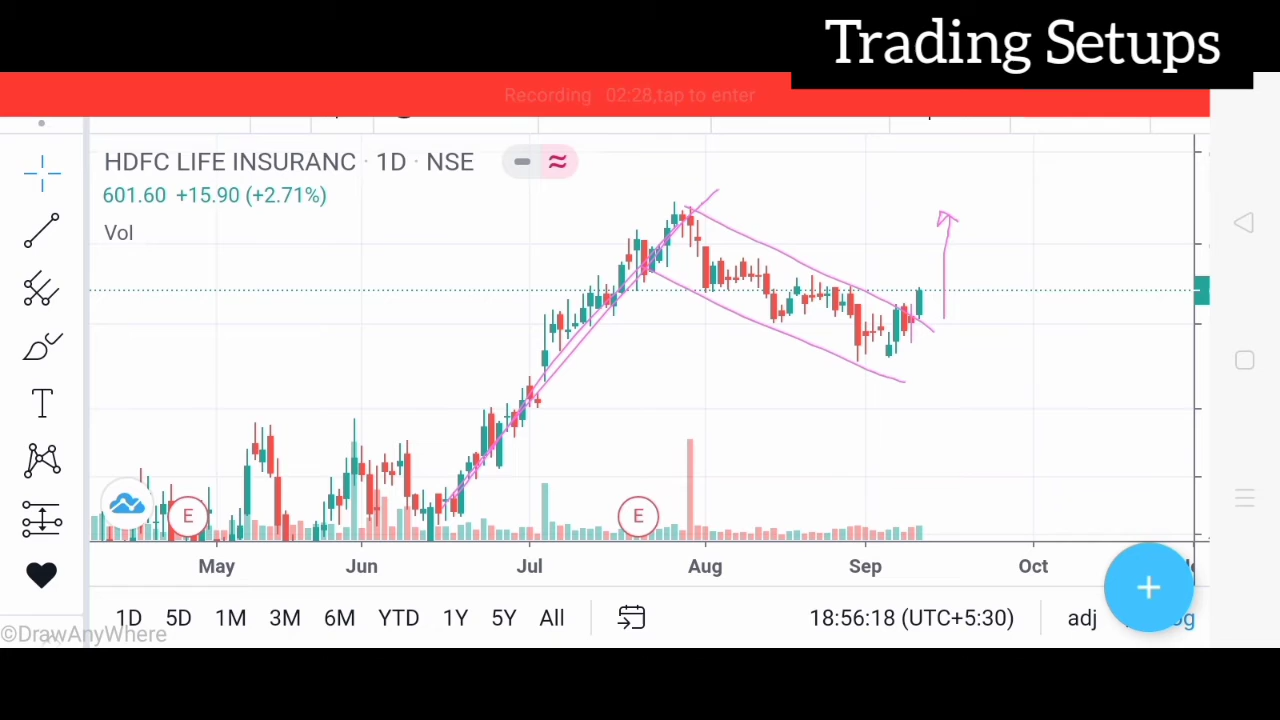 Trading Setups
Recording 02:28,tap to enter
HDFC LIFE INSURANC · 1D · NSE
601.60 +15.90 (+2.71%)
Vol
E
E
May Jun Jul Aug Sep Oct
1D 5D 1M 3M 6M YTD 1Y 5Y All 18:56:18 (UTC+5:30) adj
©DrawAnyWhere